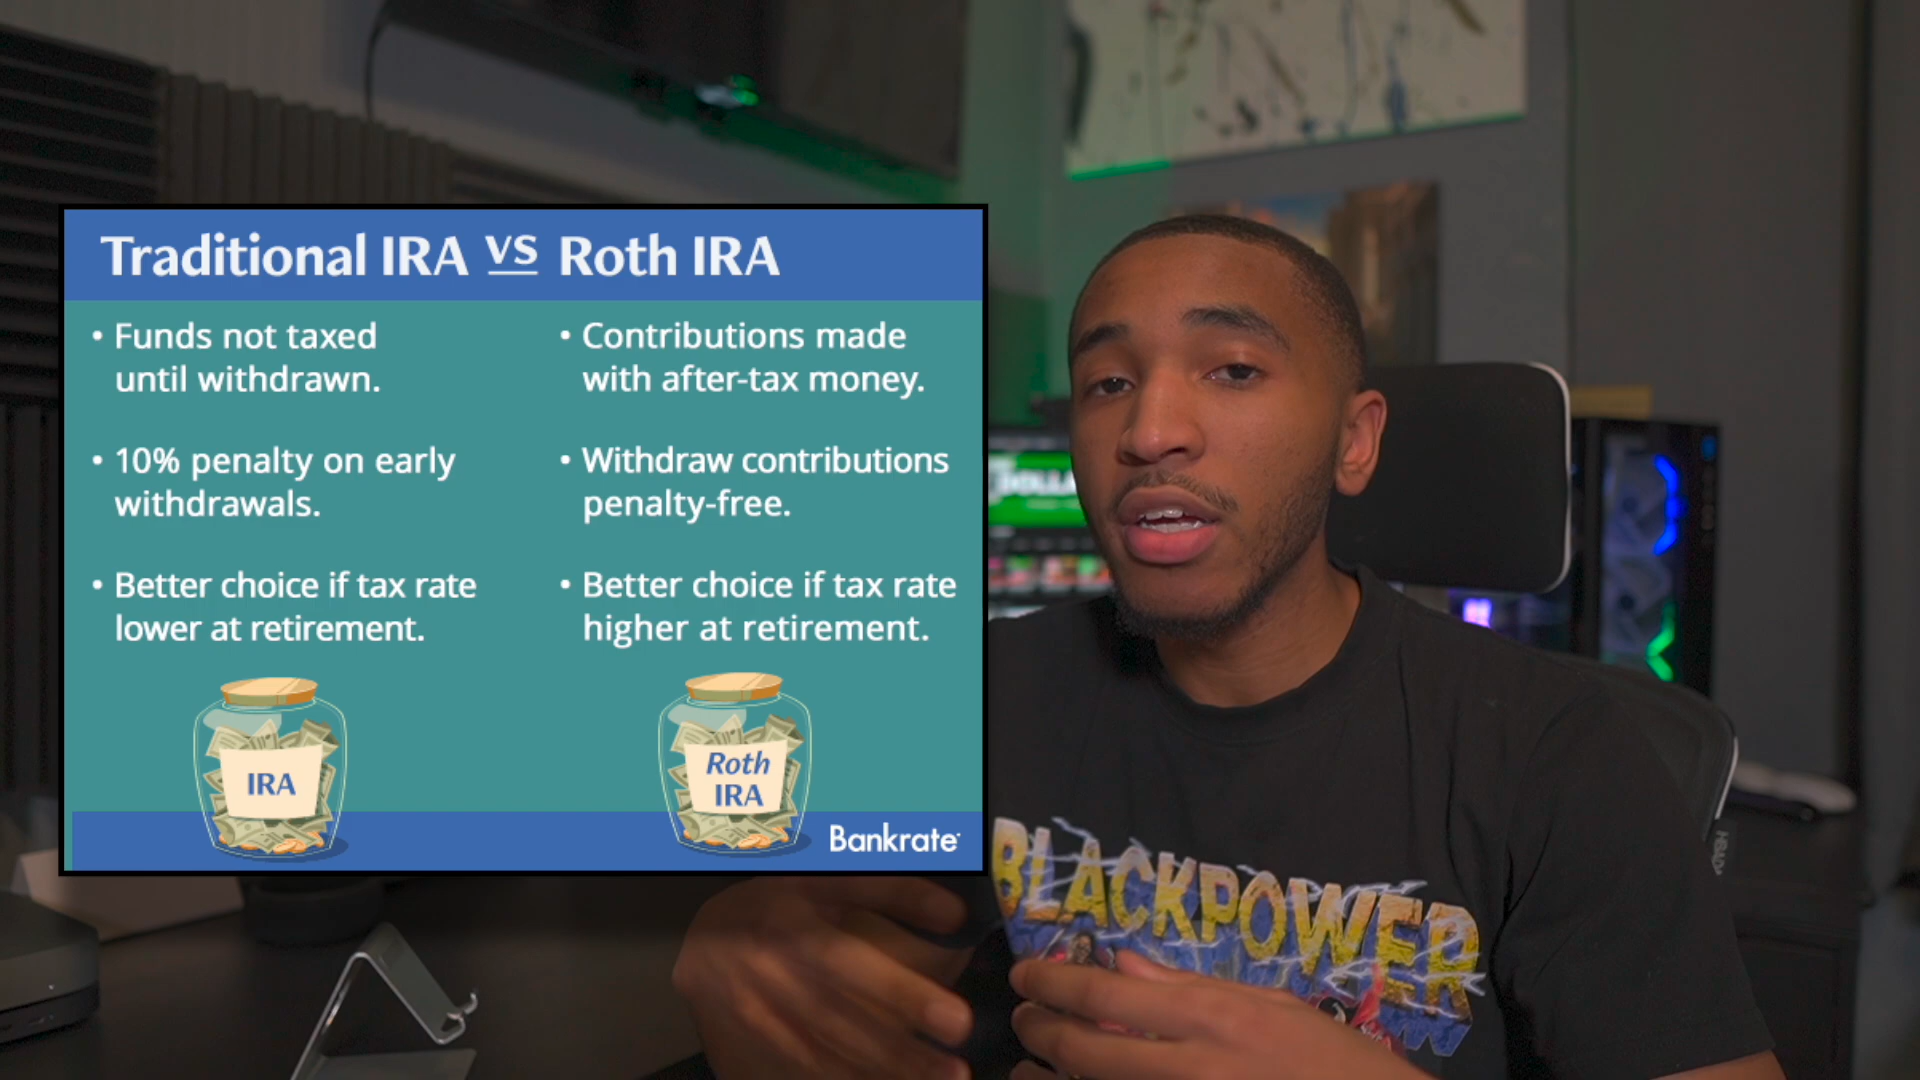 Traditional IRA VS Roth IRA
• Funds not taxed
until withdrawn.
• 10% penalty on early
withdrawals.
• Better choice if tax rate
lower at retirement.
• Contributions made
with after-tax money.
• Withdraw contributions
penalty-free.
• Better choice if tax rate
higher at retirement.
IRA
Roth
IRA
Bankrate
BLACKPOWER